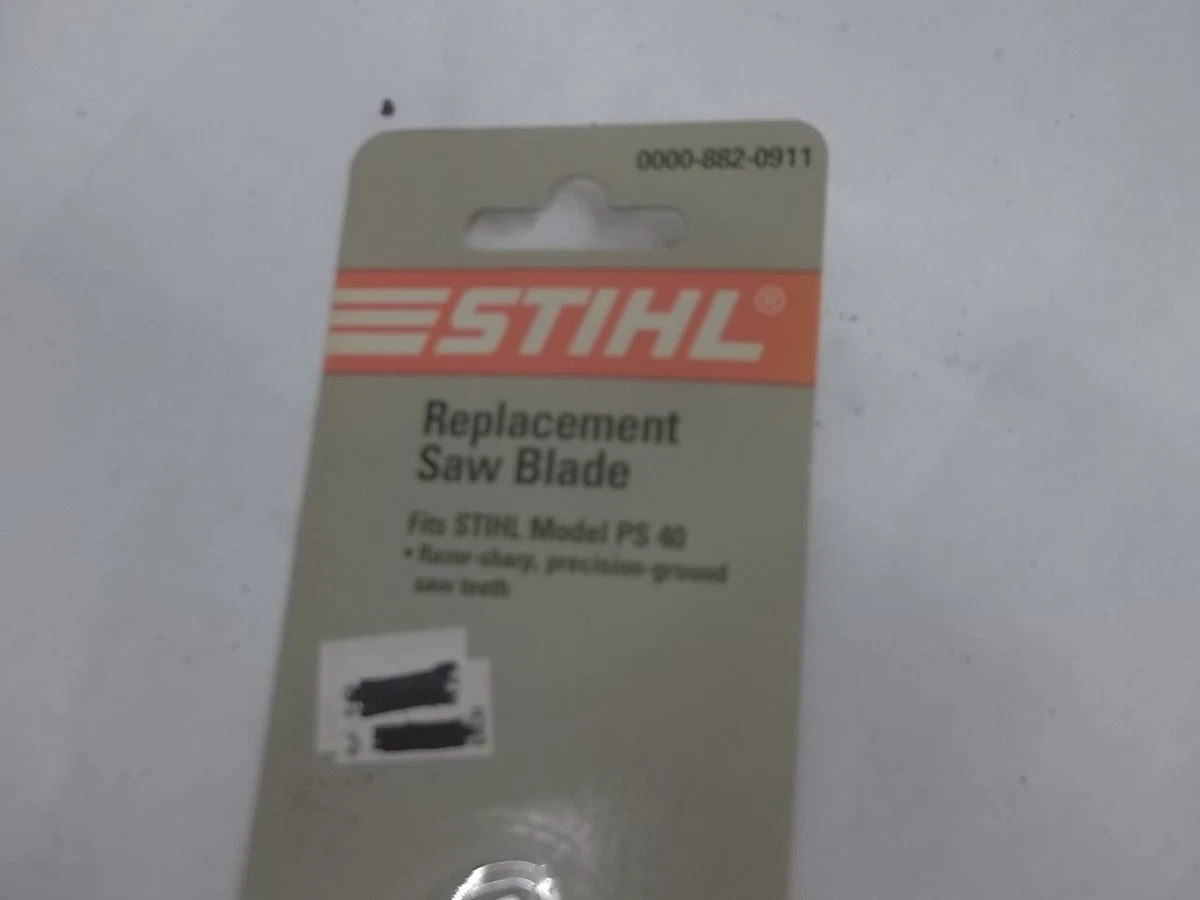 0000-882-0911
STIHL®
Replacement
Saw Blade
Fits STIHL Model PS 40
• Razor-sharp, precision-ground
saw teeth